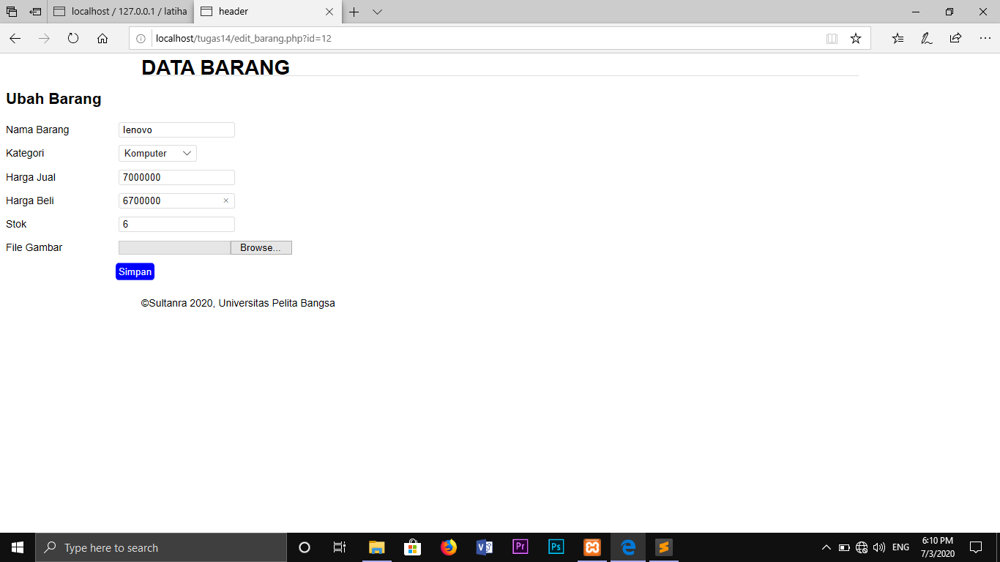 localhost / 127.0.0.1 / latiha
header
localhost/tugas14/edit_barang.php?id=12
DATA BARANG
Ubah Barang
Nama Barang lenovo
Kategori Komputer
Harga Jual 7000000
Harga Beli 6700000
Stok 6
File Gambar Browse...
Simpan
©Sultanra 2020, Universitas Pelita Bangsa
Type here to search
Pr
Ps
ENG
6:10 PM
7/3/2020